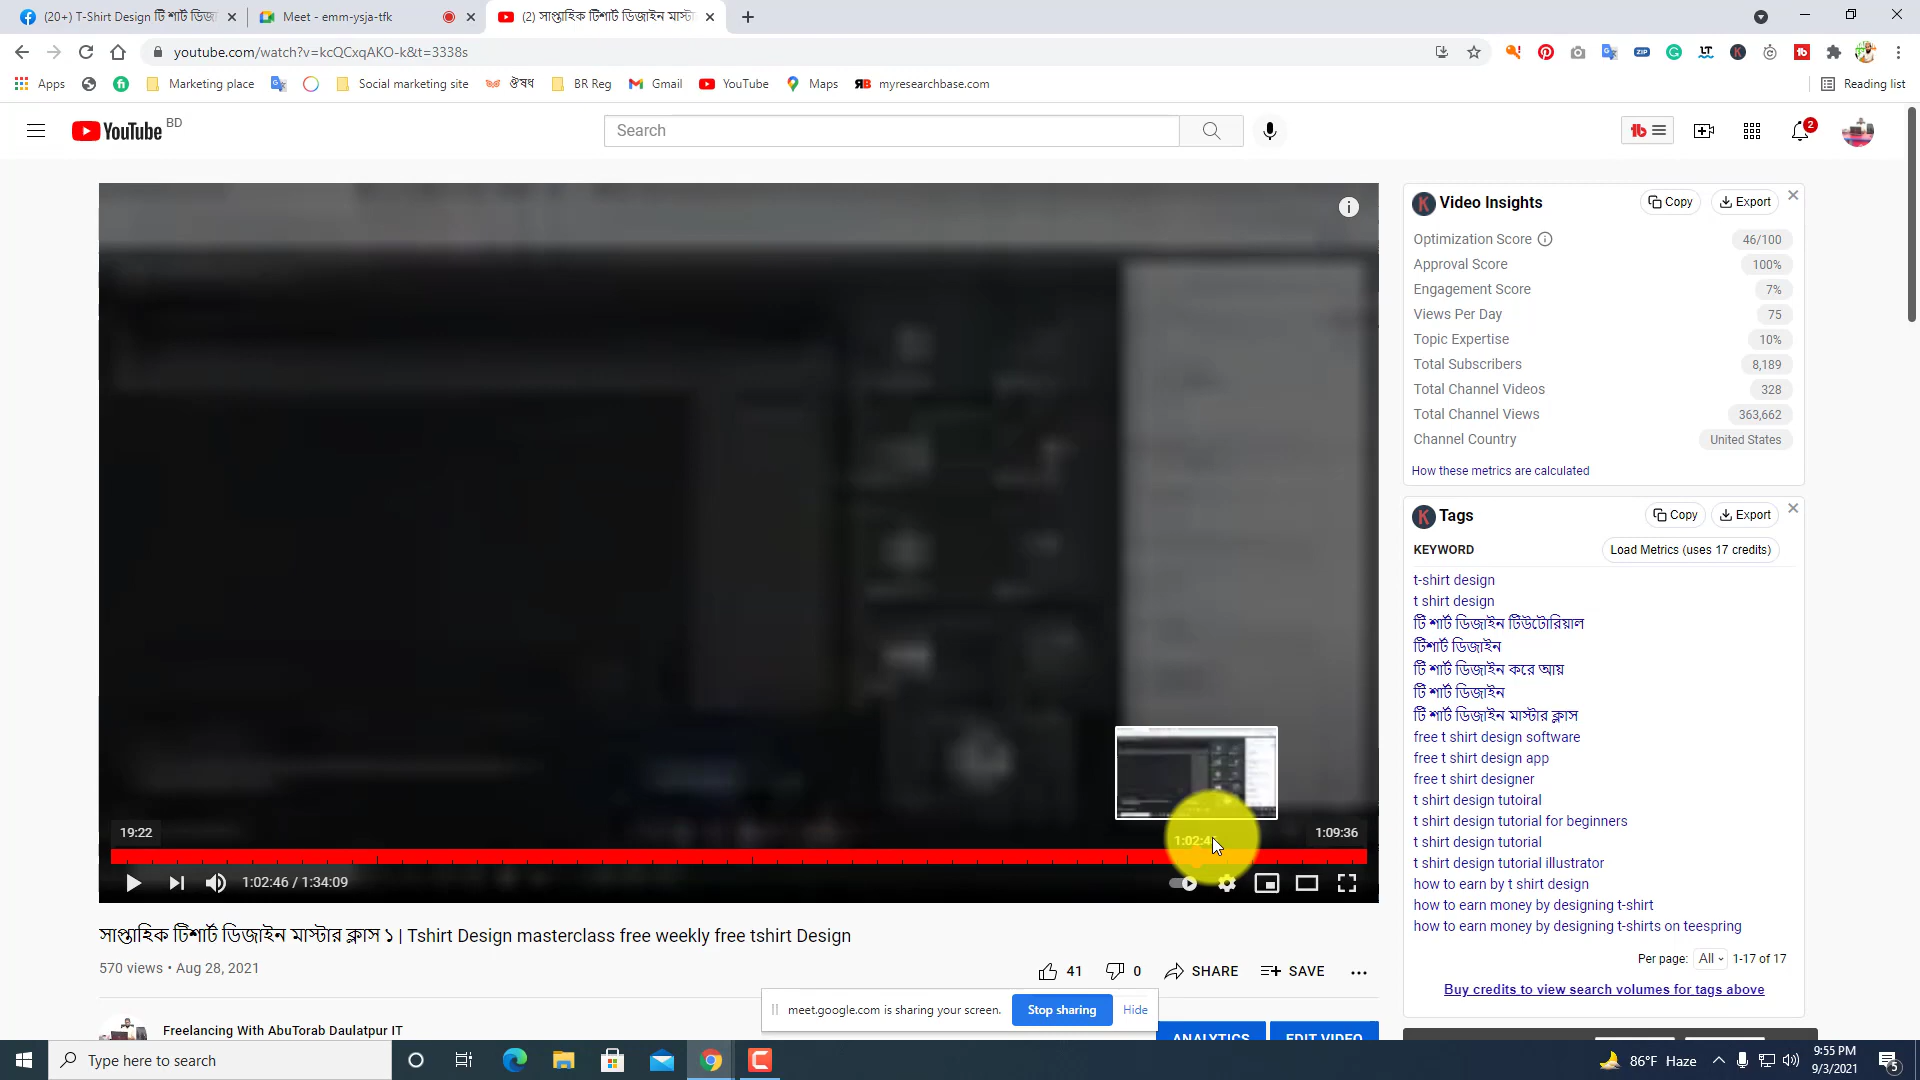 (20+) T-Shirt Design টি শার্ট ডিজ
Meet - emm-ysja-tfk
(2) সাপ্তাহিক টিশার্ট ডিজাইন মাস্টা
youtube.com/watch?v=kcQCxqAKO-k&t=3338s
Apps
Marketing place
Social marketing site
ঔষধ
BR Reg
Gmail
YouTube
Maps
myresearchbase.com
Reading list
YouTube BD
Search
2
Video Insights
Copy
Export
Optimization Score 46/100
Approval Score 100%
Engagement Score 7%
Views Per Day 75
Topic Expertise 10%
Total Subscribers 8,189
Total Channel Videos 328
Total Channel Views 363,662
Channel Country United States
How these metrics are calculated
Tags
Copy
Export
KEYWORD
Load Metrics (uses 17 credits)
t-shirt design
t shirt design
টি শার্ট ডিজাইন টিউটোরিয়াল
টিশার্ট ডিজাইন
টি শার্ট ডিজাইন করে আয়
টি শার্ট ডিজাইন
টি শার্ট ডিজাইন মাস্টার ক্লাস
free t shirt design software
free t shirt design app
free t shirt designer
t shirt design tutoiral
t shirt design tutorial for beginners
t shirt design tutorial
t shirt design tutorial illustrator
how to earn by t shirt design
how to earn money by designing t-shirt
how to earn money by designing t-shirts on teespring
Per page: All 1-17 of 17
Buy credits to view search volumes for tags above
19:22
1:09:36
1:02:46 / 1:34:09
সাপ্তাহিক টিশার্ট ডিজাইন মাস্টার ক্লাস ১ | Tshirt Design masterclass free weekly free tshirt Design
570 views • Aug 28, 2021
41
0
SHARE
SAVE
meet.google.com is sharing your screen.
Stop sharing
Hide
Freelancing With AbuTorab Daulatpur IT
ANALYTICS
EDIT VIDEO
Type here to search
86°F Haze
9:55 PM
9/3/2021
5